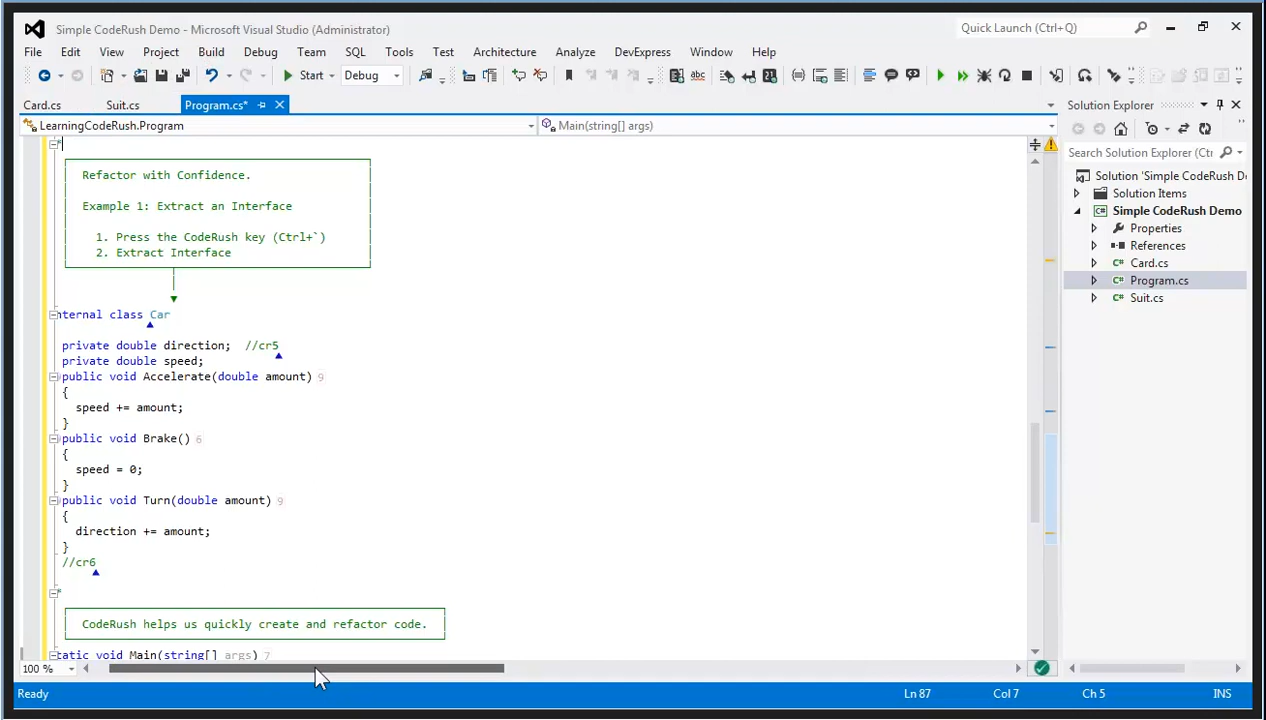 Simple CodeRush Demo - Microsoft Visual Studio (Administrator)
Quick Launch (Ctrl+Q)
File Edit View Project Build Debug Team SQL Tools Test Architecture Analyze DevExpress Window Help
Start Debug
Card.cs Suit.cs Program.cs*
Solution Explorer
LearningCodeRush.Program
Main(string[] args)
Search Solution Explorer (Ctr
Solution 'Simple CodeRush D
Solution Items
Simple CodeRush Demo
Properties
References
Card.cs
Program.cs
Suit.cs
*
Refactor with Confidence.
Example 1: Extract an Interface
1. Press the CodeRush key (Ctrl+`)
2. Extract Interface
nternal class Car
private double direction; //cr5
private double speed;
public void Accelerate(double amount) 9
{
speed += amount;
}
public void Brake() 6
{
speed = 0;
}
public void Turn(double amount) 9
{
direction += amount;
}
//cr6
*
CodeRush helps us quickly create and refactor code.
tatic void Main(string[] args) 7
100 %
Ready
Ln 87
Col 7
Ch 5
INS